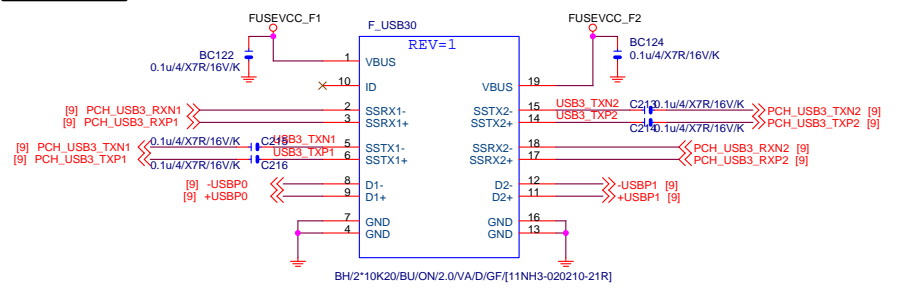 FUSEVCC_F1
F_USB30
FUSEVCC_F2
REV=1
BC122
0.1u/4/X7R/16V/K
BC124
0.1u/4/X7R/16V/K
1 VBUS
10 ID
VBUS 19
[9] PCH_USB3_RXN1 2 SSRX1-
[9] PCH_USB3_RXP1 3 SSRX1+
SSTX2- 15 USB3_TXN2 C213 0.1u/4/X7R/16V/K PCH_USB3_TXN2 [9]
SSTX2+ 14 USB3_TXP2 C214 0.1u/4/X7R/16V/K PCH_USB3_TXP2 [9]
[9] PCH_USB3_TXN1 0.1u/4/X7R/16V/K C215 USB3_TXN1 5 SSTX1-
[9] PCH_USB3_TXP1 0.1u/4/X7R/16V/K C216 USB3_TXP1 6 SSTX1+
SSRX2- 18 PCH_USB3_RXN2 [9]
SSRX2+ 17 PCH_USB3_RXP2 [9]
[9] -USBP0 8 D1-
[9] +USBP0 9 D1+
D2- 12 -USBP1 [9]
D2+ 11 +USBP1 [9]
7 GND
4 GND
GND 16
GND 13
BH/2*10K20/BU/ON/2.0/VA/D/GF/[11NH3-020210-21R]